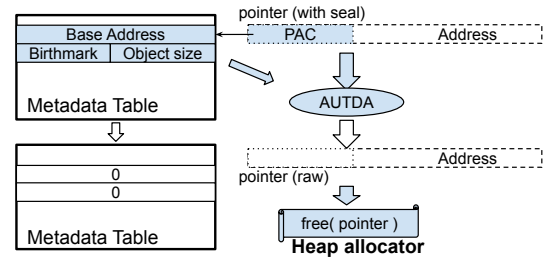 pointer (with seal)
Base Address
PAC
Address
Birthmark
Object size
Metadata Table
AUTDA
0
0
Address
pointer (raw)
free( pointer )
Metadata Table
Heap allocator